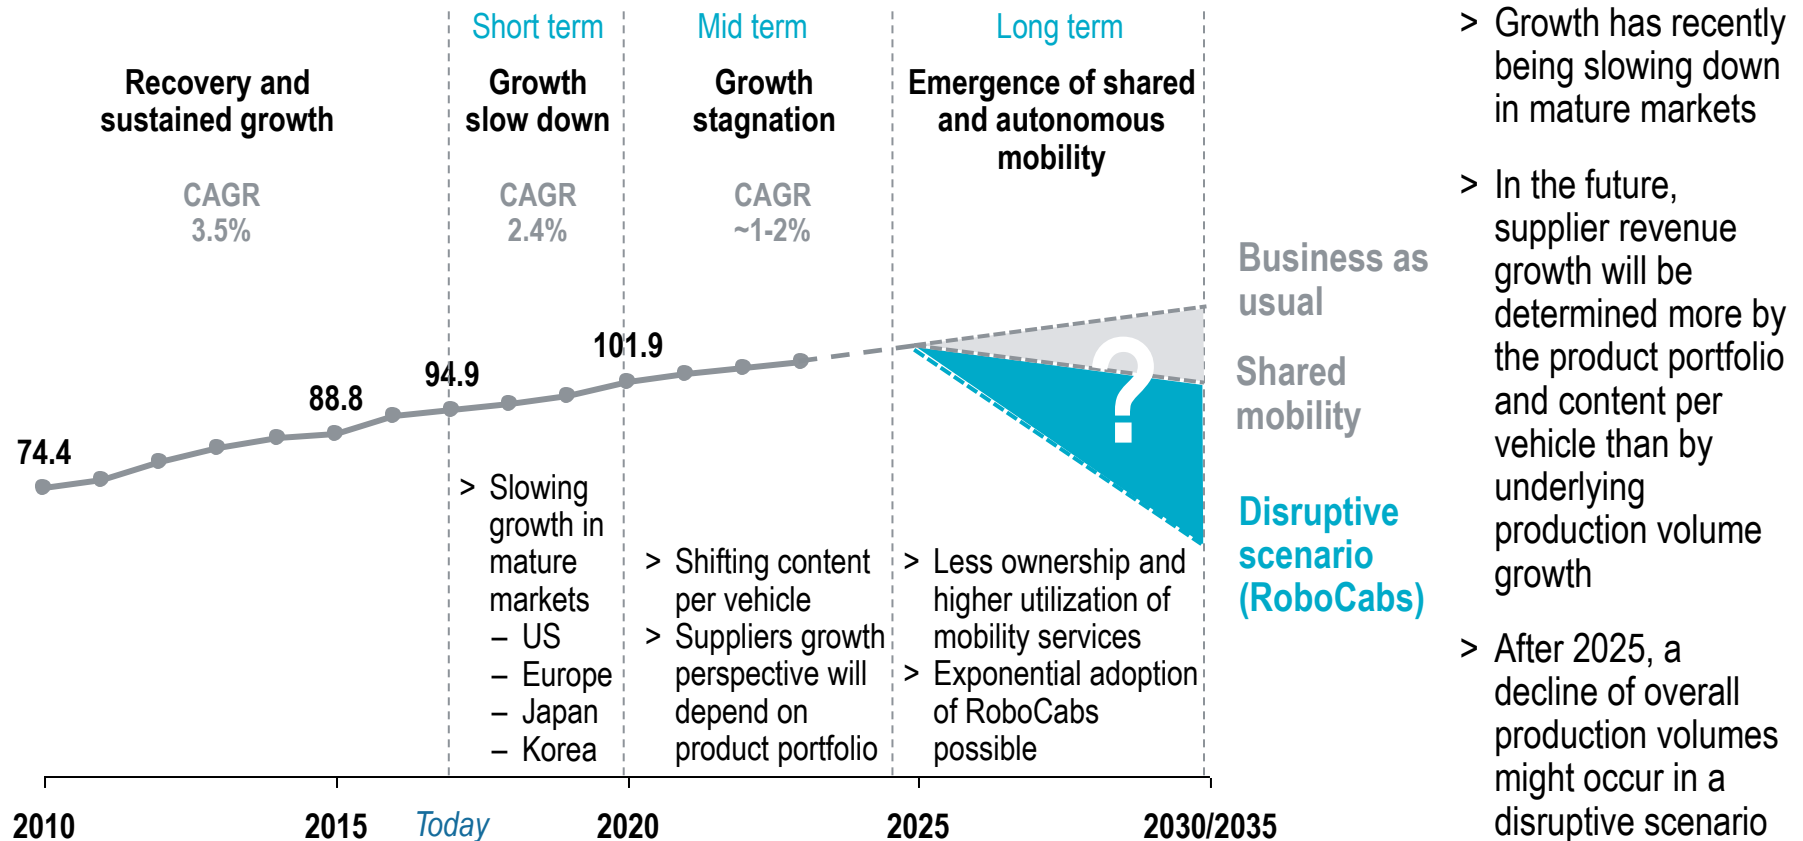 Short term
Mid term
Long term
Recovery and
sustained growth
Growth
slow down
Growth
stagnation
Emergence of shared
and autonomous
mobility
CAGR
3.5%
CAGR
2.4%
CAGR
~1-2%
74.4
88.8
94.9
101.9
?
Business as
usual
Shared
mobility
Disruptive
scenario
(RoboCabs)
> Slowing
growth in
mature
markets
– US
– Europe
– Japan
– Korea
> Shifting content
per vehicle
> Suppliers growth
perspective will
depend on
product portfolio
> Less ownership and
higher utilization of
mobility services
> Exponential adoption
of RoboCabs
possible
2010
2015
Today
2020
2025
2030/2035
> Growth has recently
being slowing down
in mature markets
> In the future,
supplier revenue
growth will be
determined more by
the product portfolio
and content per
vehicle than by
underlying
production volume
growth
> After 2025, a
decline of overall
production volumes
might occur in a
disruptive scenario